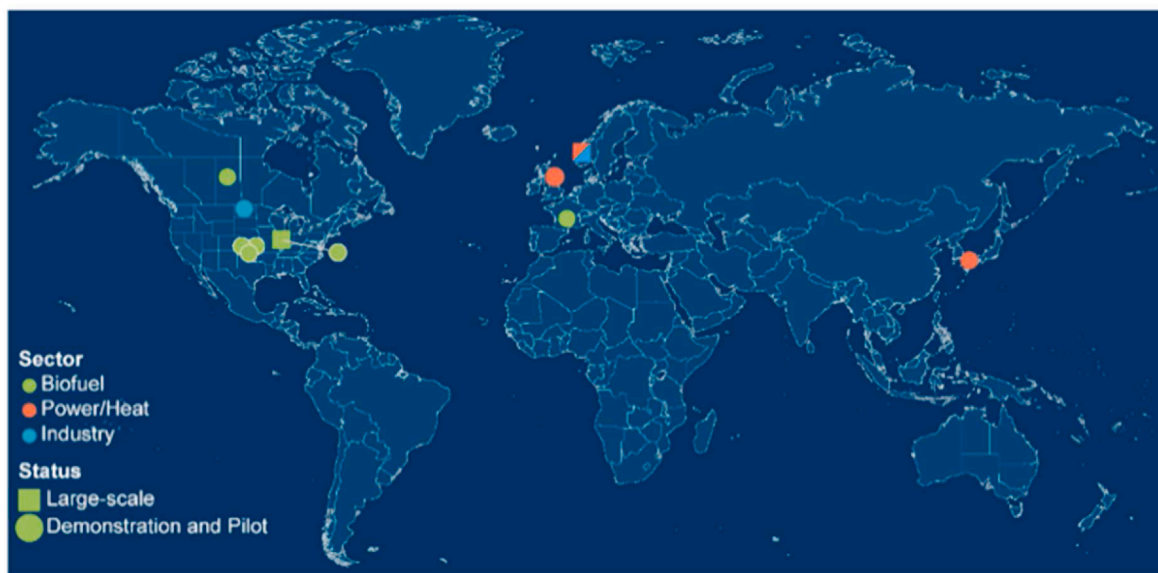 Sector
Biofuel
Power/Heat
Industry
Status
Large-scale
Demonstration and Pilot